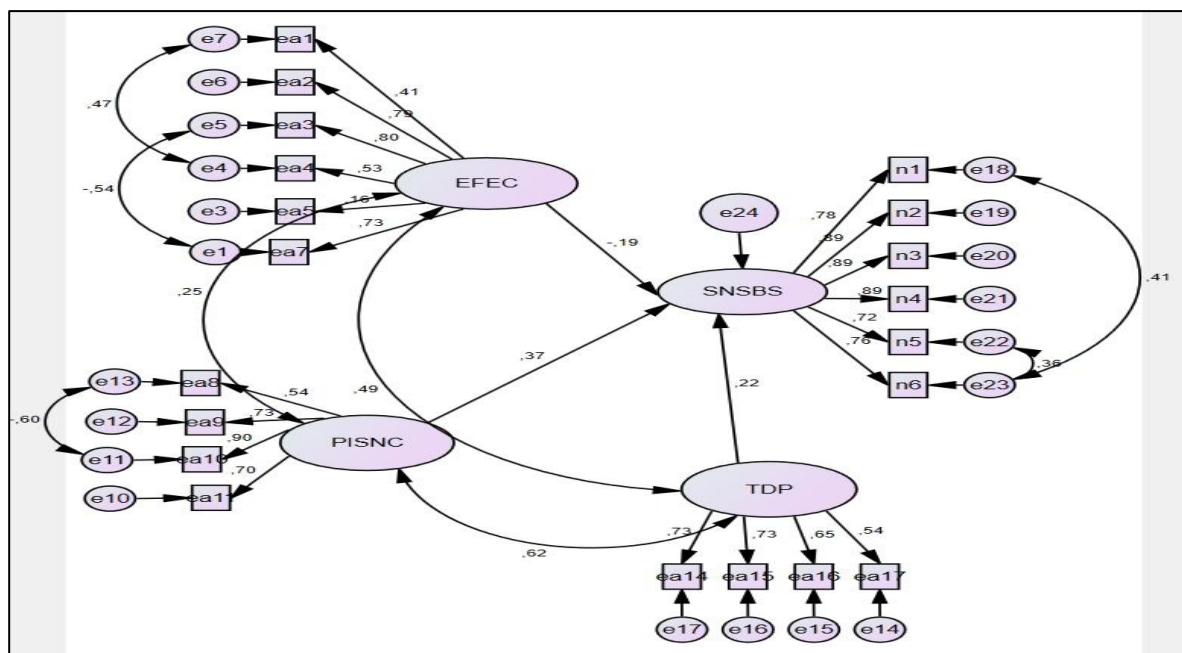 e7 ea1
e6 ea2
,41
,47
,79
e5 ea3
,80
e4 ea4
,53
EFEC
n1 e18
-,54
e3 ea5
,16
e24
,78
n2 e19
e1 ea7
,73
-,19
,89
n3 e20
,89
,25
SNSBS
,89
n4 e21
,41
,72
n5 e22
,37
,76
,36
e13 ea8
,54
,49
,22
n6 e23
-,60
e12 ea9
,73
,90
PISNC
e11 ea10
,70
e10 ea11
TDP
,62
,73
,73
,65
,54
ea14 ea15 ea16 ea17
e17 e16 e15 e14